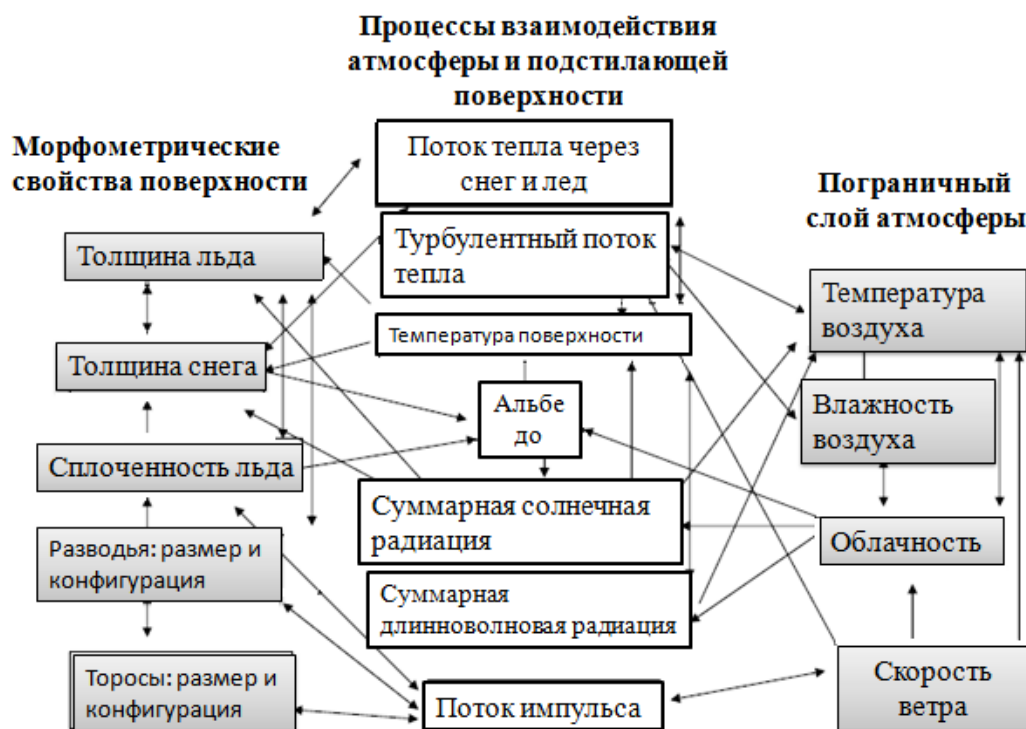 Процессы взаимодействия
атмосферы и подстилающей
поверхности
Морфометрические
свойства поверхности
Пограничный
слой атмосферы
Поток тепла через
снег и лед
Турбулентный поток
тепла
Температура поверхности
Альбе
до
Суммарная солнечная
радиация
Суммарная
длинноволновая радиация
Поток импульса
Толщина льда
Толщина снега
Сплоченность льда
Разводья: размер и
конфигурация
Торосы: размер и
конфигурация
Температура
воздуха
Влажность
воздуха
Облачность
Скорость
ветра